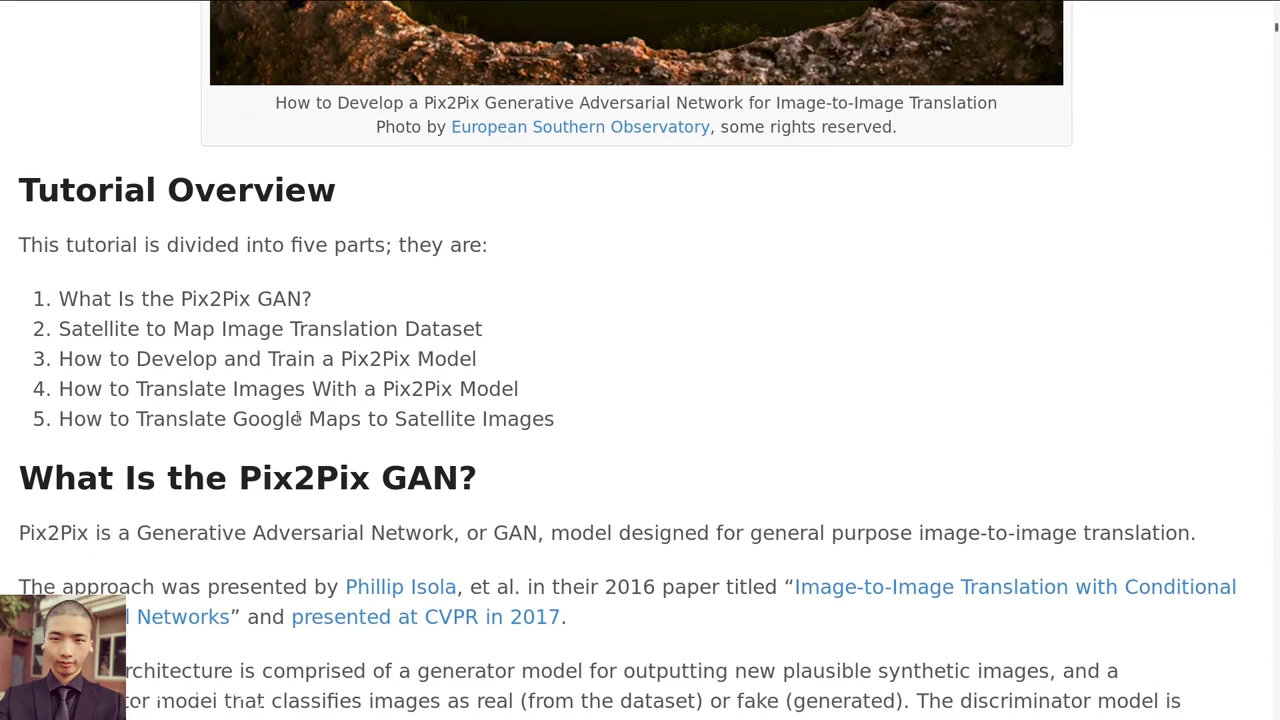 How to Develop a Pix2Pix Generative Adversarial Network for Image-to-Image Translation
Photo by European Southern Observatory, some rights reserved.
Tutorial Overview
This tutorial is divided into five parts; they are:
1. What Is the Pix2Pix GAN?
2. Satellite to Map Image Translation Dataset
3. How to Develop and Train a Pix2Pix Model
4. How to Translate Images With a Pix2Pix Model
5. How to Translate Google Maps to Satellite Images
What Is the Pix2Pix GAN?
Pix2Pix is a Generative Adversarial Network, or GAN, model designed for general purpose image-to-image translation.
The approach was presented by Phillip Isola, et al. in their 2016 paper titled “Image-to-Image Translation with Conditional
Networks” and presented at CVPR in 2017.
is comprised of a generator model for outputting new plausible synthetic images, and a
model that classifies images as real (from the dataset) or fake (generated). The discriminator model is